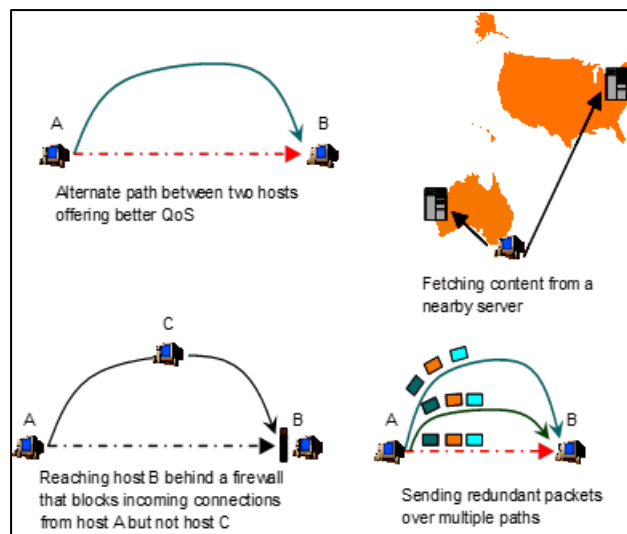 A
B
Alternate path between two hosts
offering better QoS
Fetching content from a
nearby server
C
A
B
Reaching host B behind a firewall
that blocks incoming connections
from host A but not host C
A
B
Sending redundant packets
over multiple paths